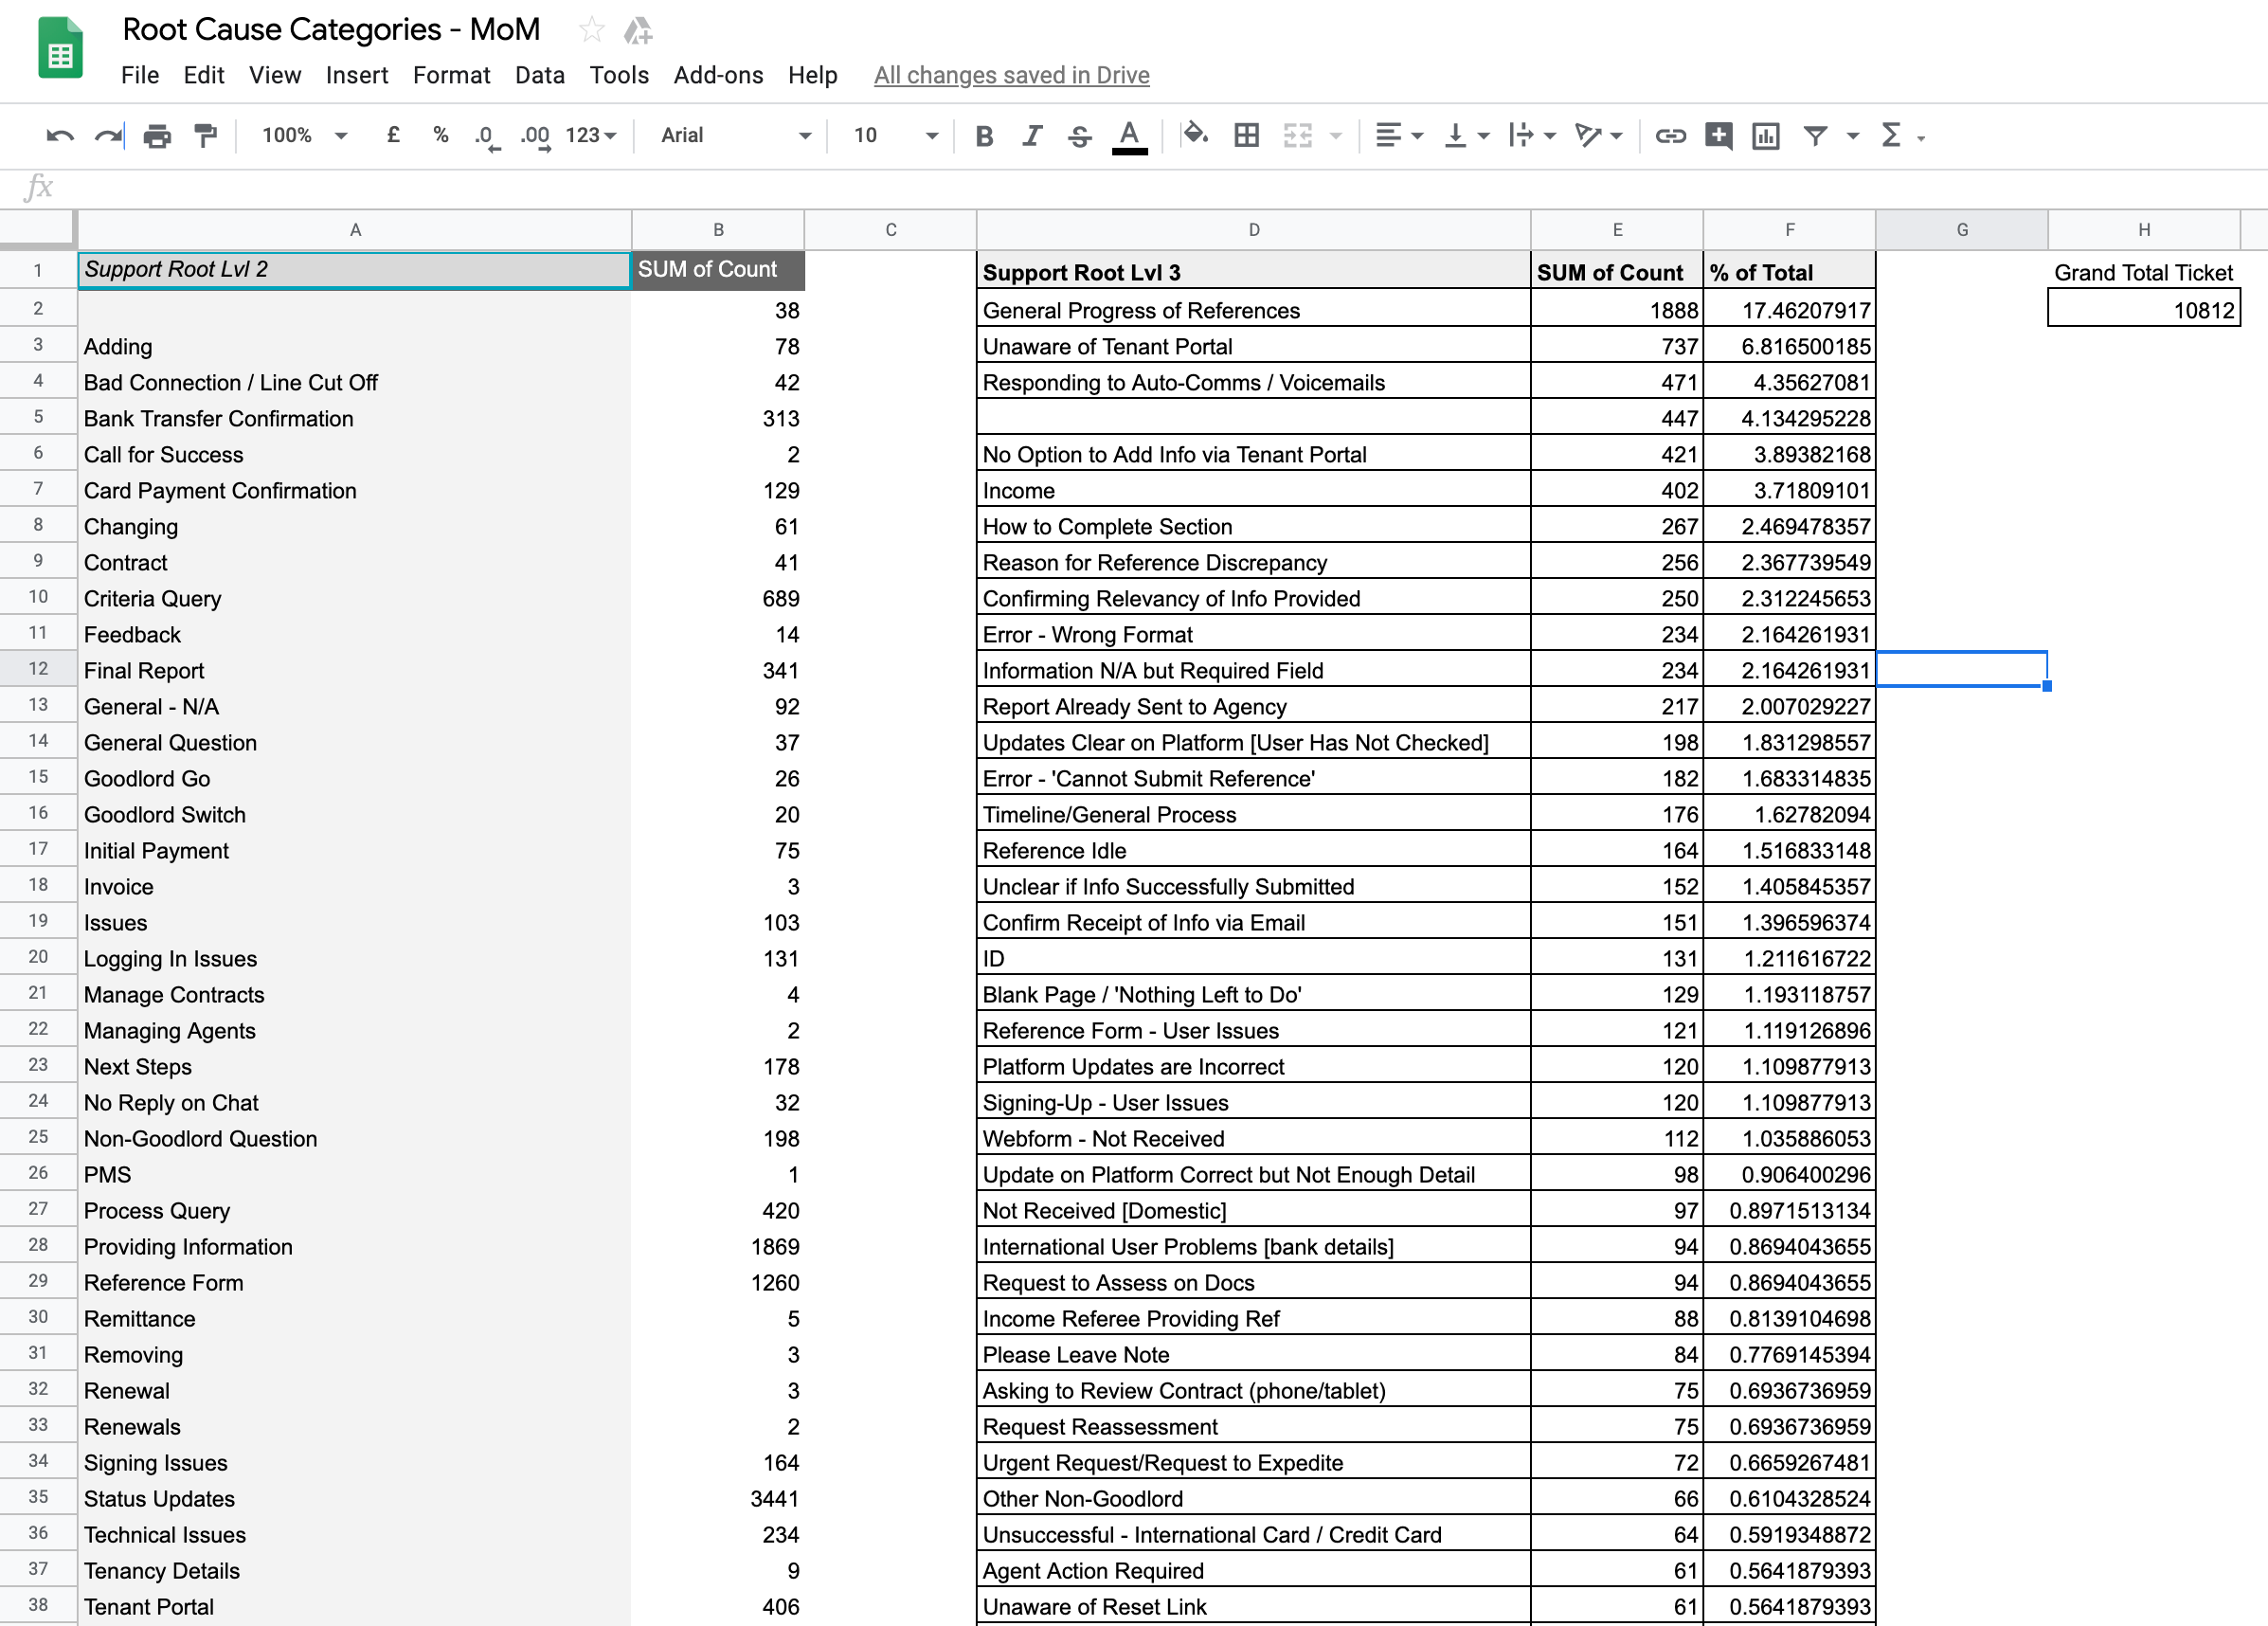 Root Cause Categories - MoM
File Edit View Insert Format Data Tools Add-ons Help All changes saved in Drive
100% £ % .0 .00 123 Arial 10 B I S A Σ
fx
A B C D E F G H
1 Support Root Lvl 2 SUM of Count Support Root Lvl 3 SUM of Count % of Total Grand Total Ticket
2 38 General Progress of References 1888 17.46207917 10812
3 Adding 78 Unaware of Tenant Portal 737 6.816500185
4 Bad Connection / Line Cut Off 42 Responding to Auto-Comms / Voicemails 471 4.35627081
5 Bank Transfer Confirmation 313 447 4.134295228
6 Call for Success 2 No Option to Add Info via Tenant Portal 421 3.89382168
7 Card Payment Confirmation 129 Income 402 3.71809101
8 Changing 61 How to Complete Section 267 2.469478357
9 Contract 41 Reason for Reference Discrepancy 256 2.367739549
10 Criteria Query 689 Confirming Relevancy of Info Provided 250 2.312245653
11 Feedback 14 Error - Wrong Format 234 2.164261931
12 Final Report 341 Information N/A but Required Field 234 2.164261931
13 General - N/A 92 Report Already Sent to Agency 217 2.007029227
14 General Question 37 Updates Clear on Platform [User Has Not Checked] 198 1.831298557
15 Goodlord Go 26 Error - 'Cannot Submit Reference' 182 1.683314835
16 Goodlord Switch 20 Timeline/General Process 176 1.62782094
17 Initial Payment 75 Reference Idle 164 1.516833148
18 Invoice 3 Unclear if Info Successfully Submitted 152 1.405845357
19 Issues 103 Confirm Receipt of Info via Email 151 1.396596374
20 Logging In Issues 131 ID 131 1.211616722
21 Manage Contracts 4 Blank Page / 'Nothing Left to Do' 129 1.193118757
22 Managing Agents 2 Reference Form - User Issues 121 1.119126896
23 Next Steps 178 Platform Updates are Incorrect 120 1.109877913
24 No Reply on Chat 32 Signing-Up - User Issues 120 1.109877913
25 Non-Goodlord Question 198 Webform - Not Received 112 1.035886053
26 PMS 1 Update on Platform Correct but Not Enough Detail 98 0.906400296
27 Process Query 420 Not Received [Domestic] 97 0.8971513134
28 Providing Information 1869 International User Problems [bank details] 94 0.8694043655
29 Reference Form 1260 Request to Assess on Docs 94 0.8694043655
30 Remittance 5 Income Referee Providing Ref 88 0.8139104698
31 Removing 3 Please Leave Note 84 0.7769145394
32 Renewal 3 Asking to Review Contract (phone/tablet) 75 0.6936736959
33 Renewals 2 Request Reassessment 75 0.6936736959
34 Signing Issues 164 Urgent Request/Request to Expedite 72 0.6659267481
35 Status Updates 3441 Other Non-Goodlord 66 0.6104328524
36 Technical Issues 234 Unsuccessful - International Card / Credit Card 64 0.5919348872
37 Tenancy Details 9 Agent Action Required 61 0.5641879393
38 Tenant Portal 406 Unaware of Reset Link 61 0.5641879393